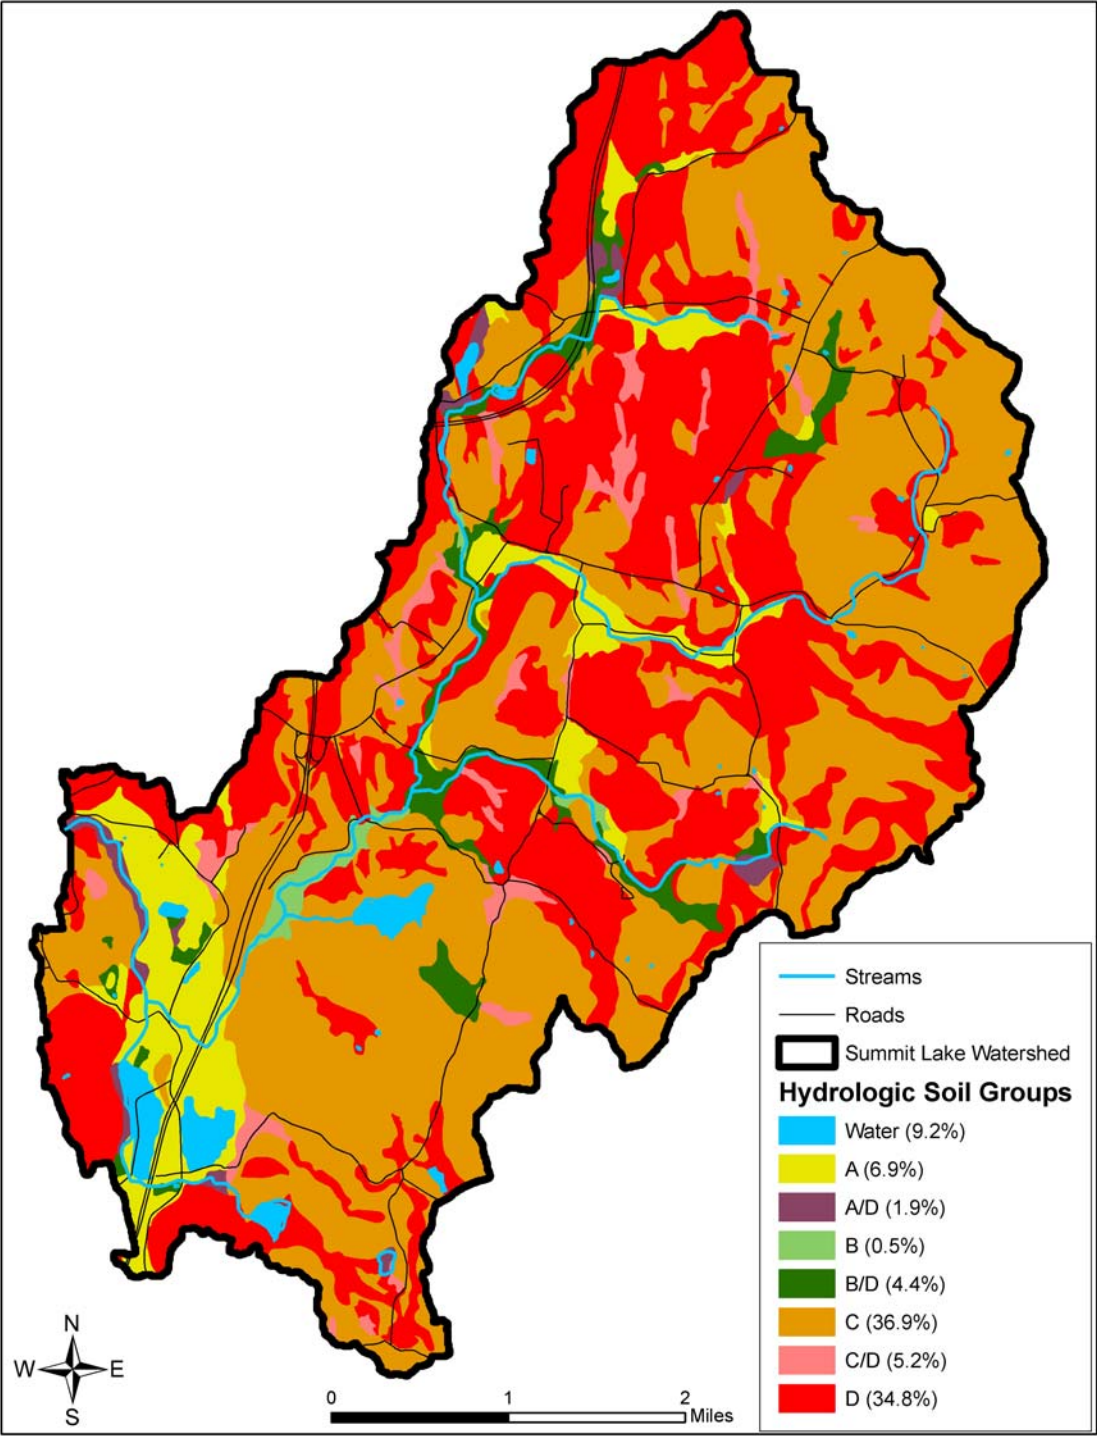 Streams
Roads
Summit Lake Watershed
Hydrologic Soil Groups
Water (9.2%)
A (6.9%)
A/D (1.9%)
B (0.5%)
B/D (4.4%)
C (36.9%)
C/D (5.2%)
D (34.8%)
N
W E
S
0 1 2
Miles